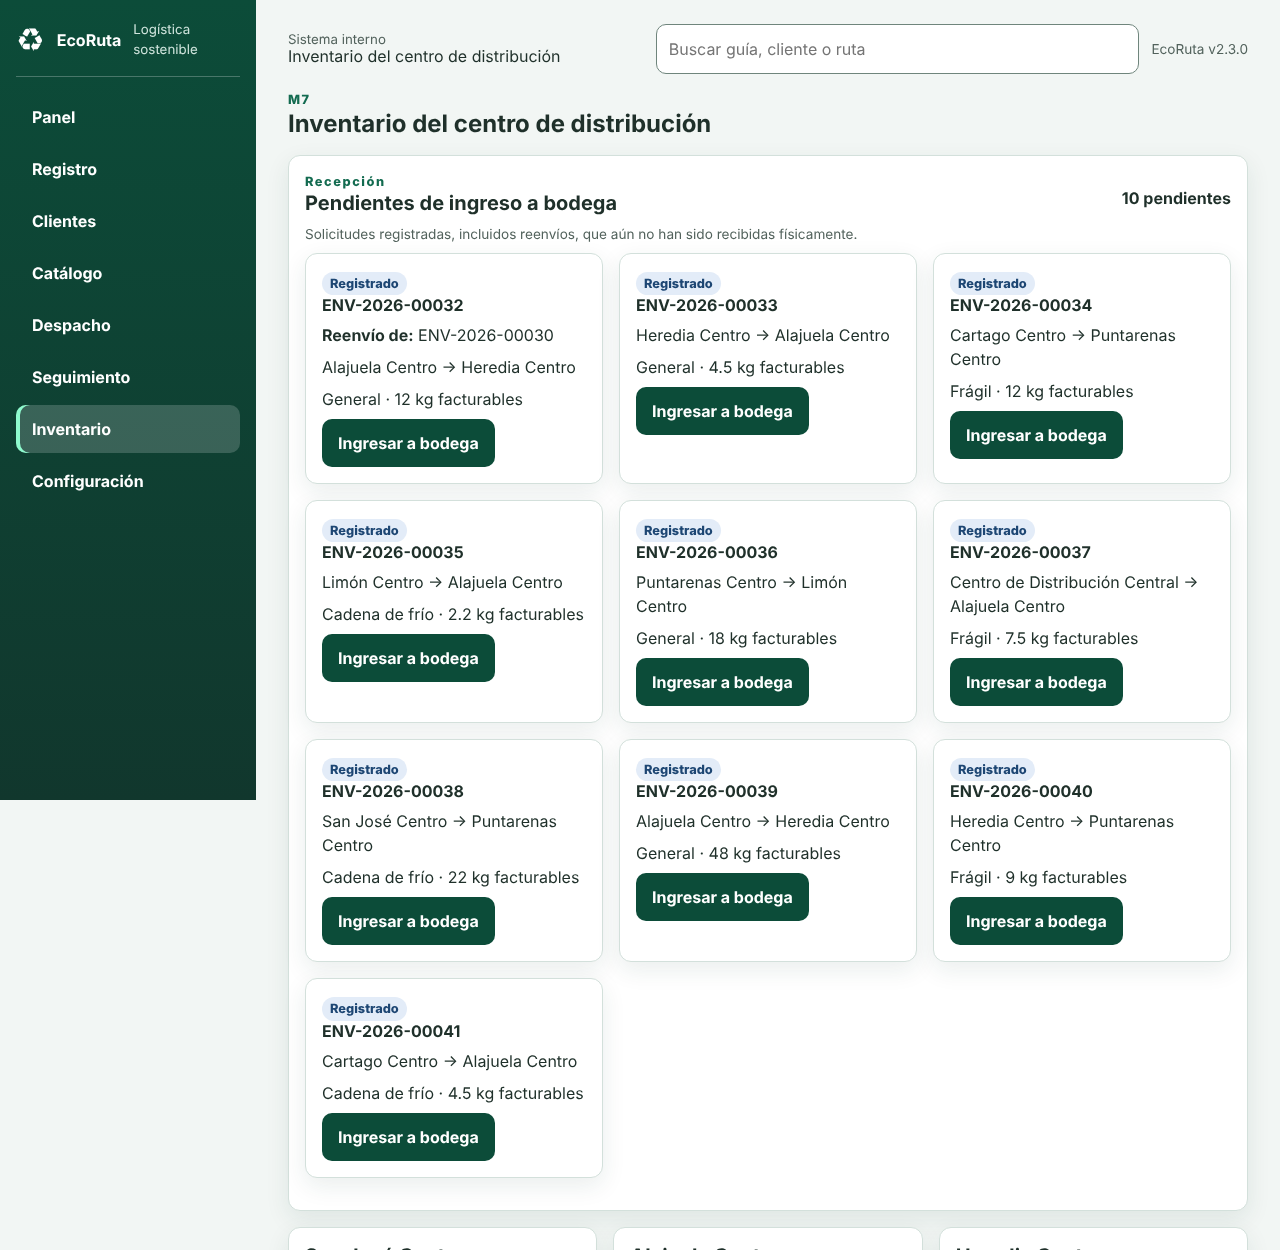 EcoRuta
Logística
sostenible
Panel
Registro
Clientes
Catálogo
Despacho
Seguimiento
Inventario
Configuración
Sistema interno
Inventario del centro de distribución
Buscar guía, cliente o ruta
EcoRuta v2.3.0
M7
Inventario del centro de distribución
Recepción
Pendientes de ingreso a bodega
10 pendientes
Solicitudes registradas, incluidos reenvíos, que aún no han sido recibidas físicamente.
Registrado
ENV-2026-00032
Reenvío de: ENV-2026-00030
Alajuela Centro → Heredia Centro
General · 12 kg facturables
Ingresar a bodega
Registrado
ENV-2026-00033
Heredia Centro → Alajuela Centro
General · 4.5 kg facturables
Ingresar a bodega
Registrado
ENV-2026-00034
Cartago Centro → Puntarenas
Centro
Frágil · 12 kg facturables
Ingresar a bodega
Registrado
ENV-2026-00035
Limón Centro → Alajuela Centro
Cadena de frío · 2.2 kg facturables
Ingresar a bodega
Registrado
ENV-2026-00036
Puntarenas Centro → Limón
Centro
General · 18 kg facturables
Ingresar a bodega
Registrado
ENV-2026-00037
Centro de Distribución Central →
Alajuela Centro
Frágil · 7.5 kg facturables
Ingresar a bodega
Registrado
ENV-2026-00038
San José Centro → Puntarenas
Centro
Cadena de frío · 22 kg facturables
Ingresar a bodega
Registrado
ENV-2026-00039
Alajuela Centro → Heredia Centro
General · 48 kg facturables
Ingresar a bodega
Registrado
ENV-2026-00040
Heredia Centro → Puntarenas
Centro
Frágil · 9 kg facturables
Ingresar a bodega
Registrado
ENV-2026-00041
Cartago Centro → Alajuela Centro
Cadena de frío · 4.5 kg facturables
Ingresar a bodega